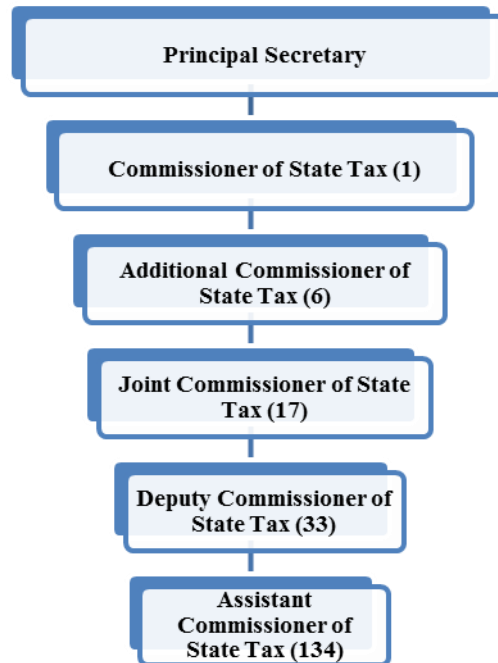 Principal Secretary
Commissioner of State Tax (1)
Additional Commissioner of
State Tax (6)
Joint Commissioner of State
Tax (17)
Deputy Commissioner of
State Tax (33)
Assistant
Commissioner of
State Tax (134)